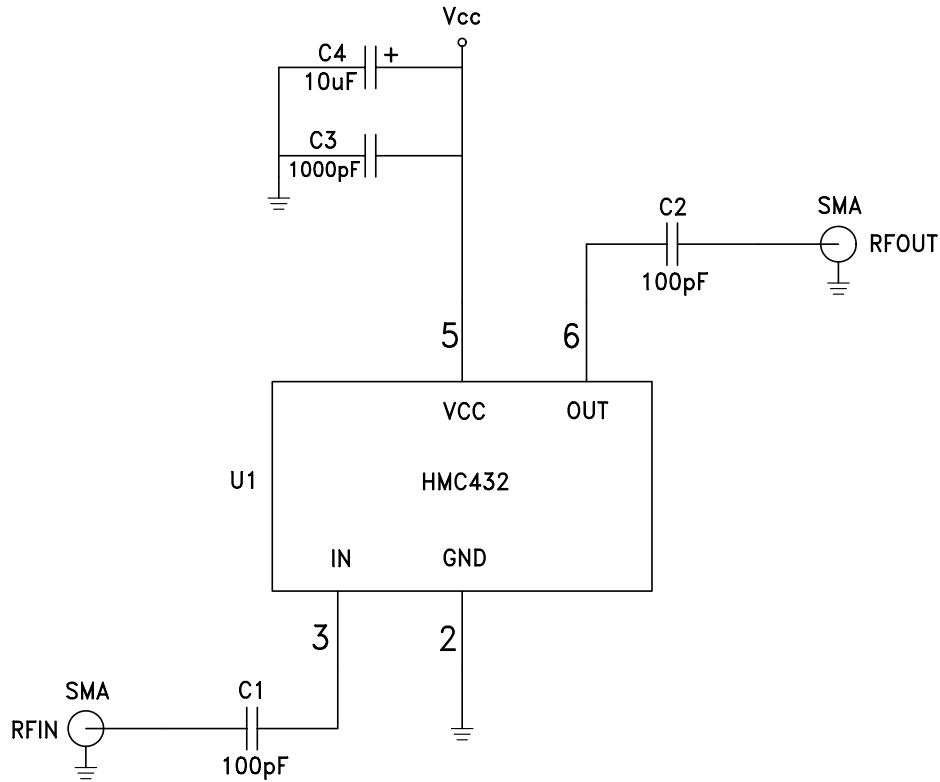 Vcc
C4 +
10uF
C3
1000pF
C2
100pF
SMA
RFOUT
5
6
VCC
OUT
U1
HMC432
IN
GND
3
2
SMA
RFIN
C1
100pF